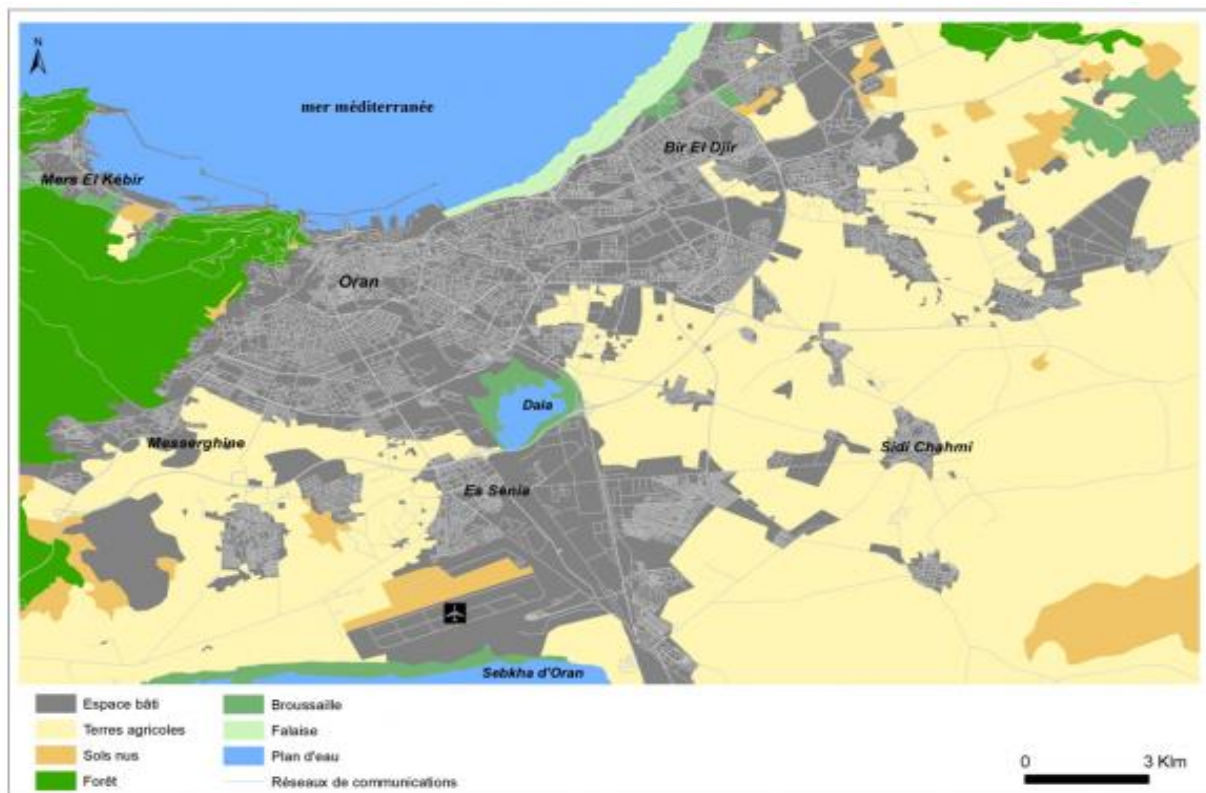 N
mer méditerranée
Bir El Djir
Mers El Kébir
Oran
Daia
Messerghine
Sidi Chahmi
Es Sénia
Sebkha d'Oran
Espace bâti
Terres agricoles
Sols nus
Forêt
Broussaille
Falaise
Plan d'eau
Réseaux de communications
0 3 Klm